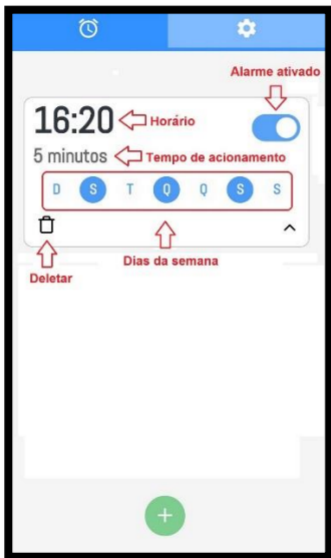 Alarme ativado
16:20 Horário
5 minutos Tempo de acionamento
D S T Q Q S S
Dias da semana
Deletar
+